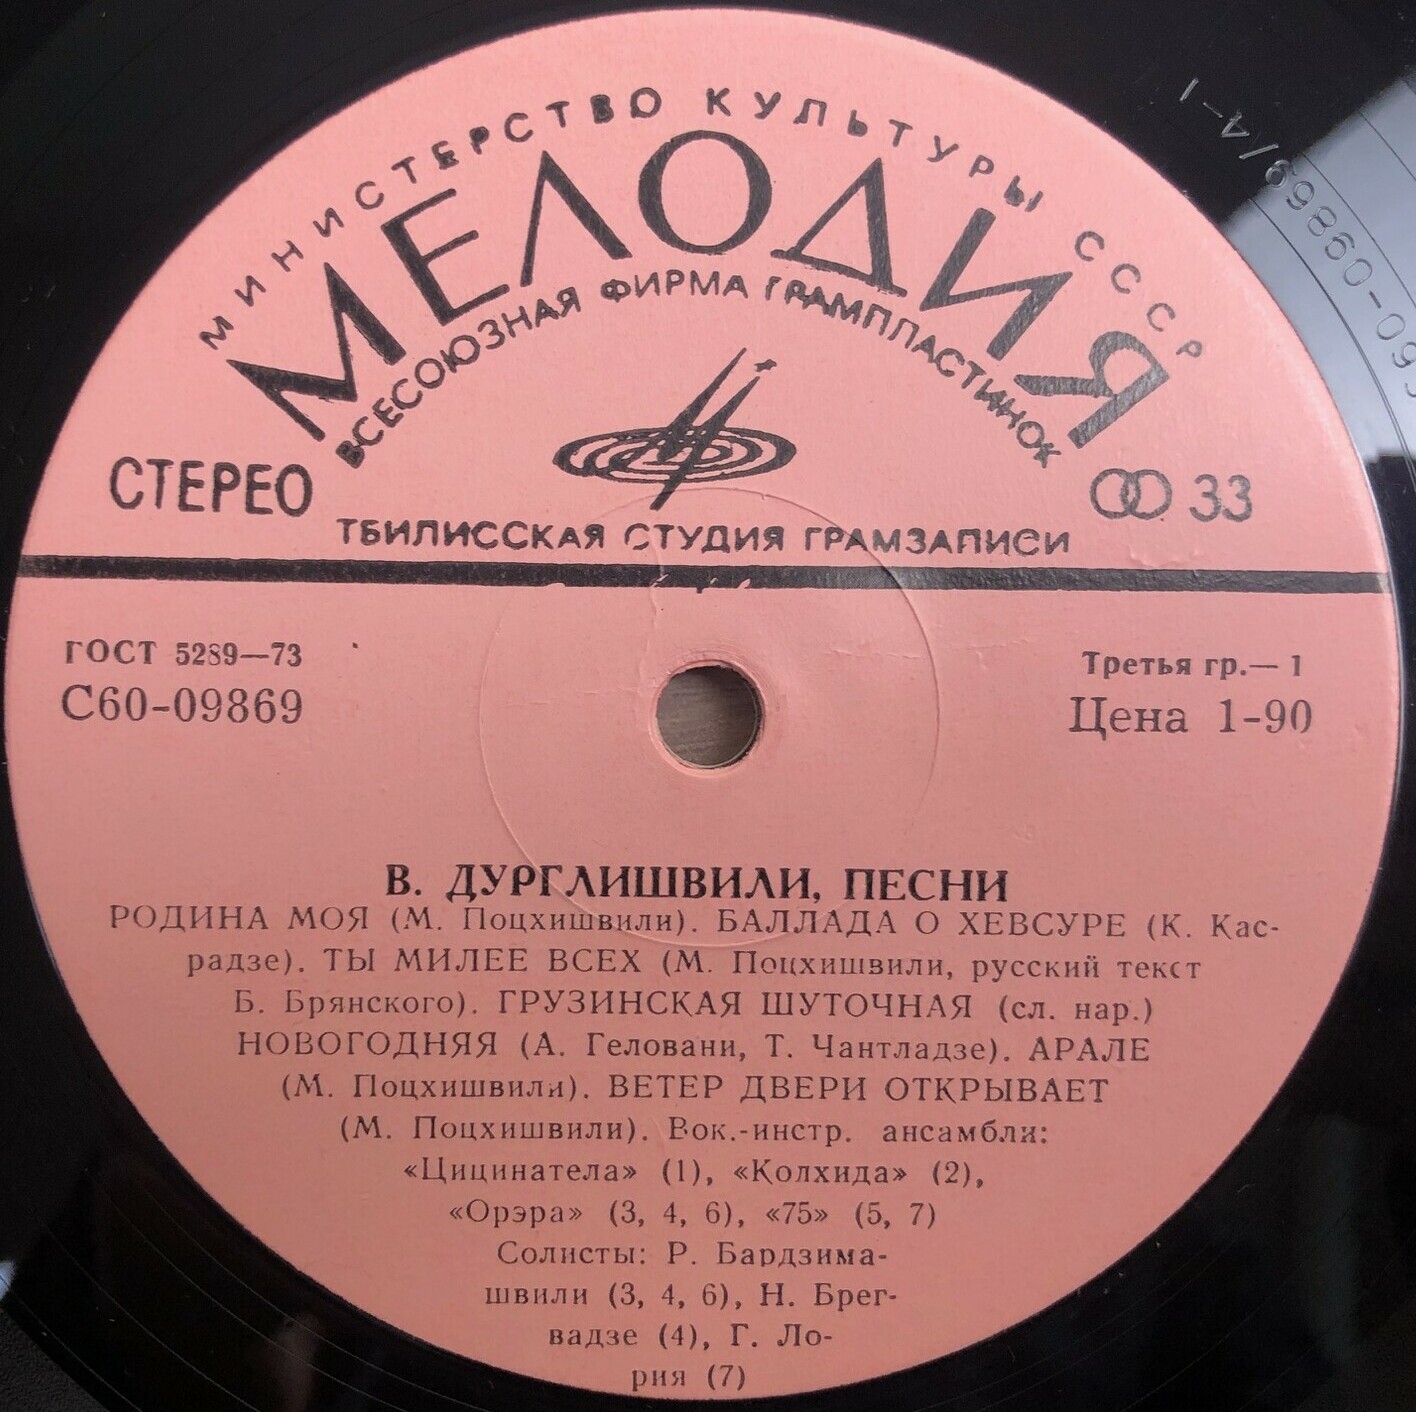 МИНИСТЕРСТВО КУЛЬТУРЫ СССР
МЕЛОДИЯ
ВСЕСОЮЗНАЯ ФИРМА ГРАМПЛАСТИНОК
СТЕРЕО
33
ТБИЛИССКАЯ СТУДИЯ ГРАМЗАПИСИ
ГОСТ 5289—73
Третья гр.— 1
С60-09869
Цена 1-90
В. ДУРГЛИШВИЛИ, ПЕСНИ
РОДИНА МОЯ (М. Поцхишвили). БАЛЛАДА О ХЕВСУРЕ (К. Кас-
радзе). ТЫ МИЛЕЕ ВСЕХ (М. Поцхишвили, русский текст
Б. Брянского). ГРУЗИНСКАЯ ШУТОЧНАЯ (сл. нар.)
НОВОГОДНЯЯ (А. Геловани, Т. Чантладзе). АРАЛЕ
(М. Поцхишвили). ВЕТЕР ДВЕРИ ОТКРЫВАЕТ
(М. Поцхишвили). Вок.-инстр. ансамбли:
«Цицинатела» (1), «Колхида» (2),
«Орэра» (3, 4, 6), «75» (5, 7)
Солисты: Р. Бардзима-
швили (3, 4, 6), Н. Брег-
вадзе (4), Г. Ло-
рия (7)